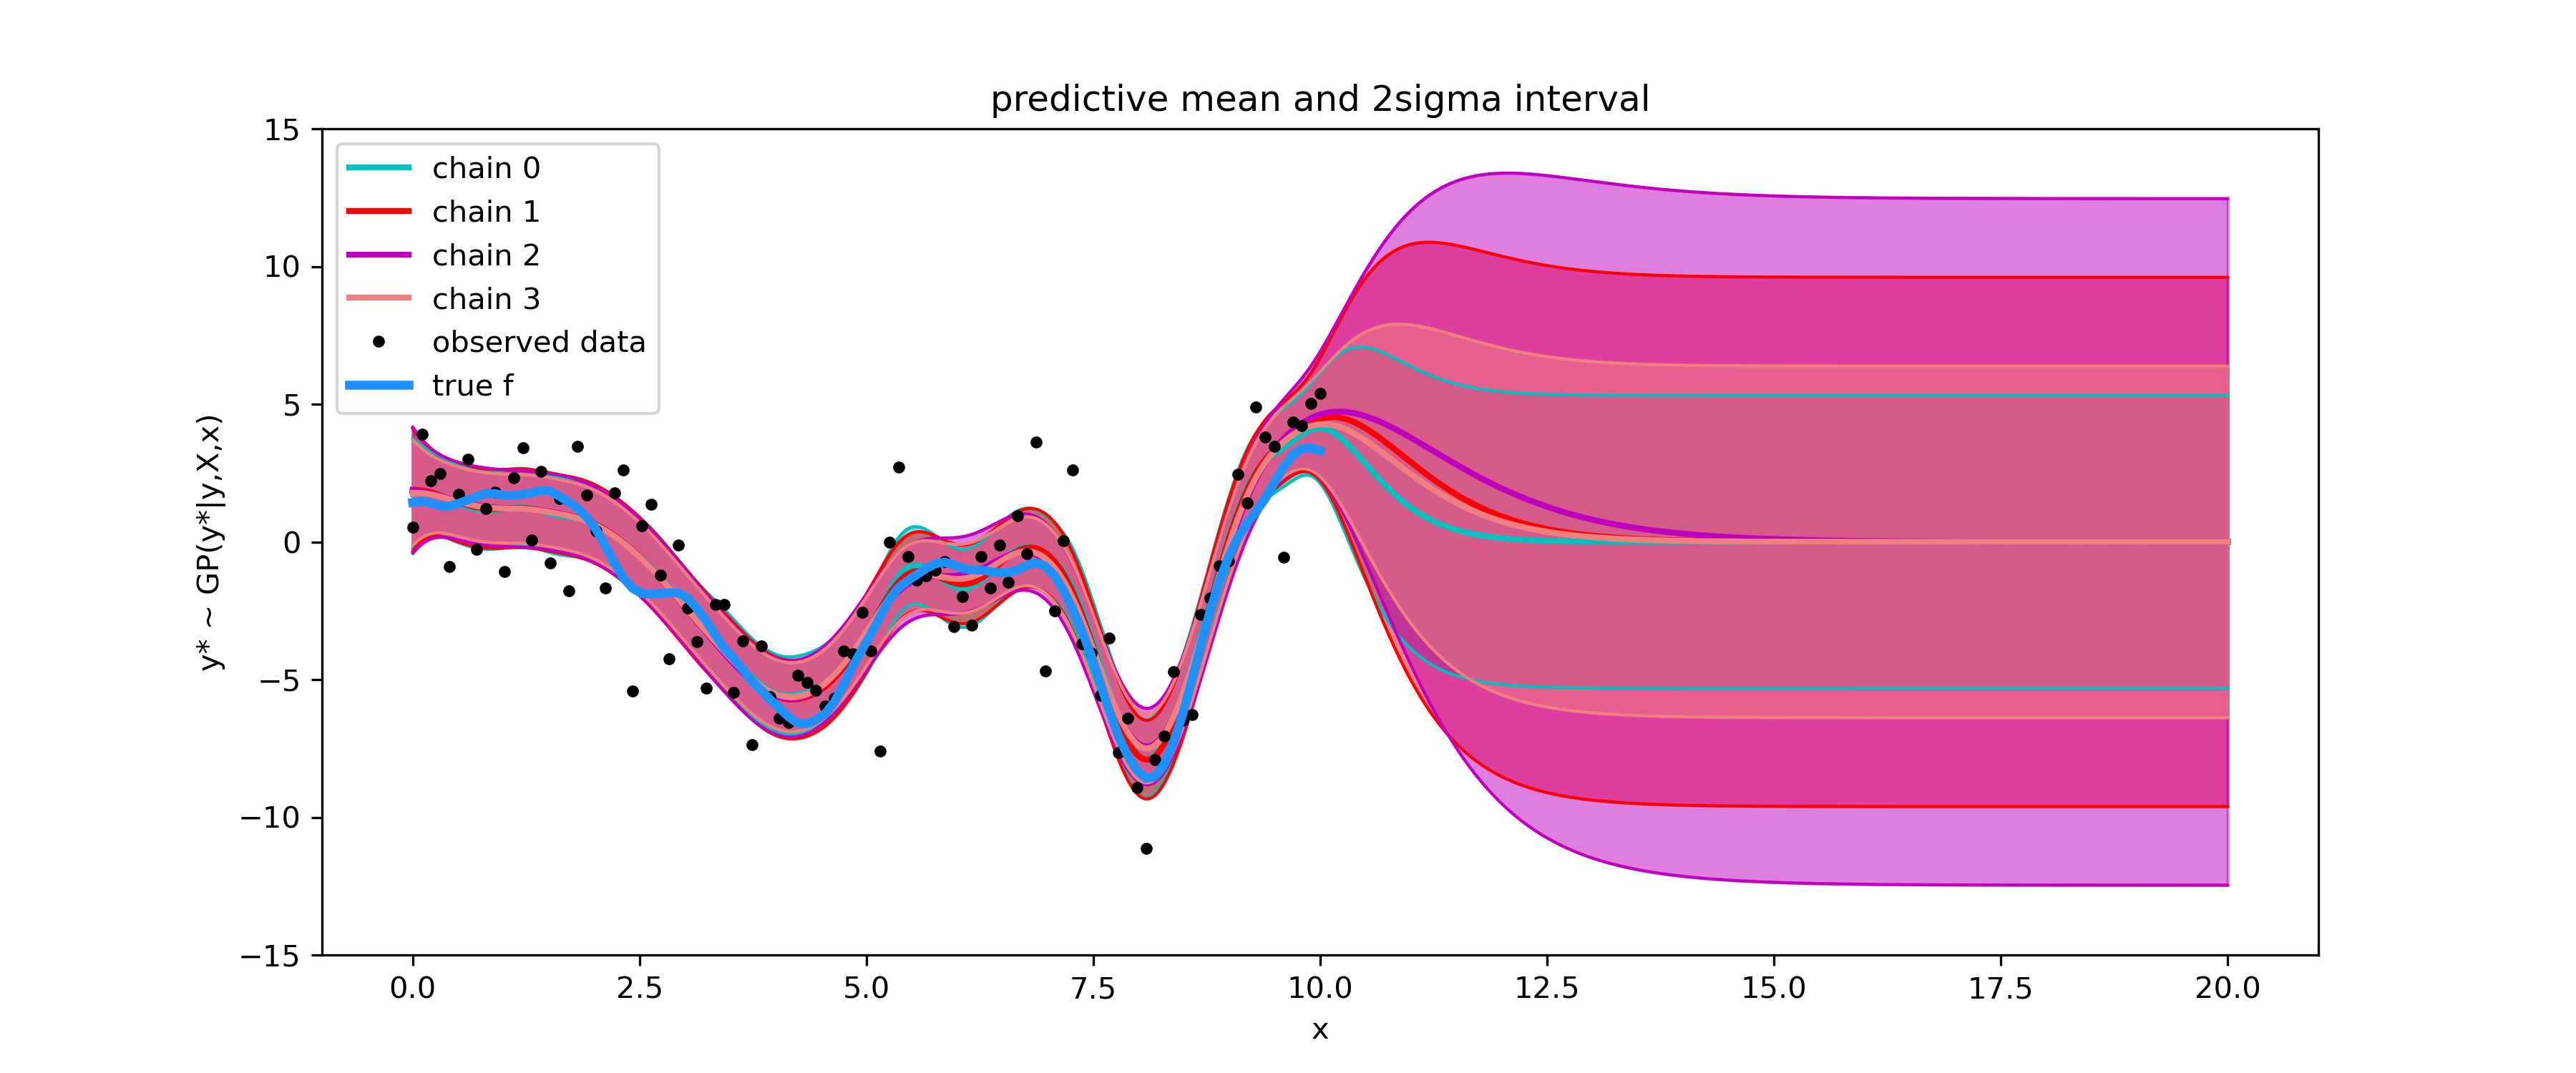 predictive mean and 2sigma interval
chain 0
chain 1
chain 2
chain 3
observed data
true f
y* ~ GP(y*|y,X,x)
15
10
5
0
−5
−10
−15
0.0 2.5 5.0 7.5 10.0 12.5 15.0 17.5 20.0
x